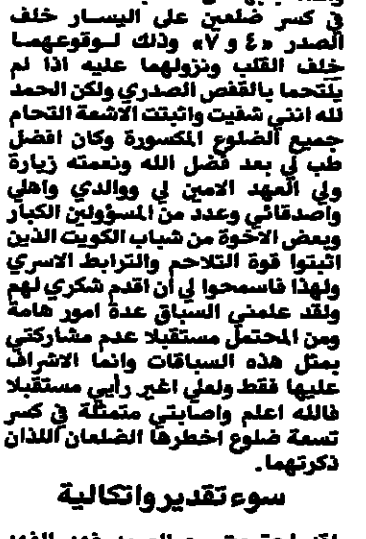 في كسر ضلعين على اليسار خلف
الصدر «٤ و ٧» وذلك لوقوعهما
خلف القلب ونزولهما عليه اذا لم
يلتحما بالقفص الصدري ولكن الحمد
لله انني شفيت واثبتت الاشعة التحام
جميع الضلوع المكسورة وكان افضل
طب لي بعد فضل الله ونعمته زيارة
ولي العهد الامين لي ووالدي واهلي
واصدقائي وعدد من المسؤولين الكبار
وبعض الاخوة من شباب الكويت الذين
اثبتوا قوة التلاحم والترابط الاسري
ولهذا فاسمحوا لي أن اقدم شكري لهم
ولقد علمني السباق عدة امور هامة
ومن المحتمل مستقبلا عدم مشاركتي
بمثل هذه السباقات وانما الاشراف
عليها فقط ولعلي اغير رأيي مستقبلا
فالله اعلم واصابتي متمثلة في كسر
تسعة ضلوع اخطرها الضلعان اللذان
ذكرتهما.
سوء تقدير واتكالية